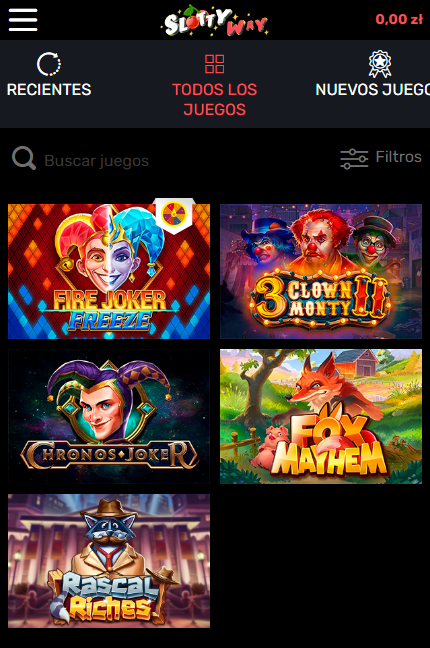 SLOTTY WAY
0,00 zł
RECIENTES
TODOS LOS
JUEGOS
NUEVOS JUEGO
Buscar juegos
Filtros
FIRE JOKER
FREEZE
3 CLOWN
MONTY II
CHRONOS JOKER
FOX
MAYHEM
RASCAL
RICHES